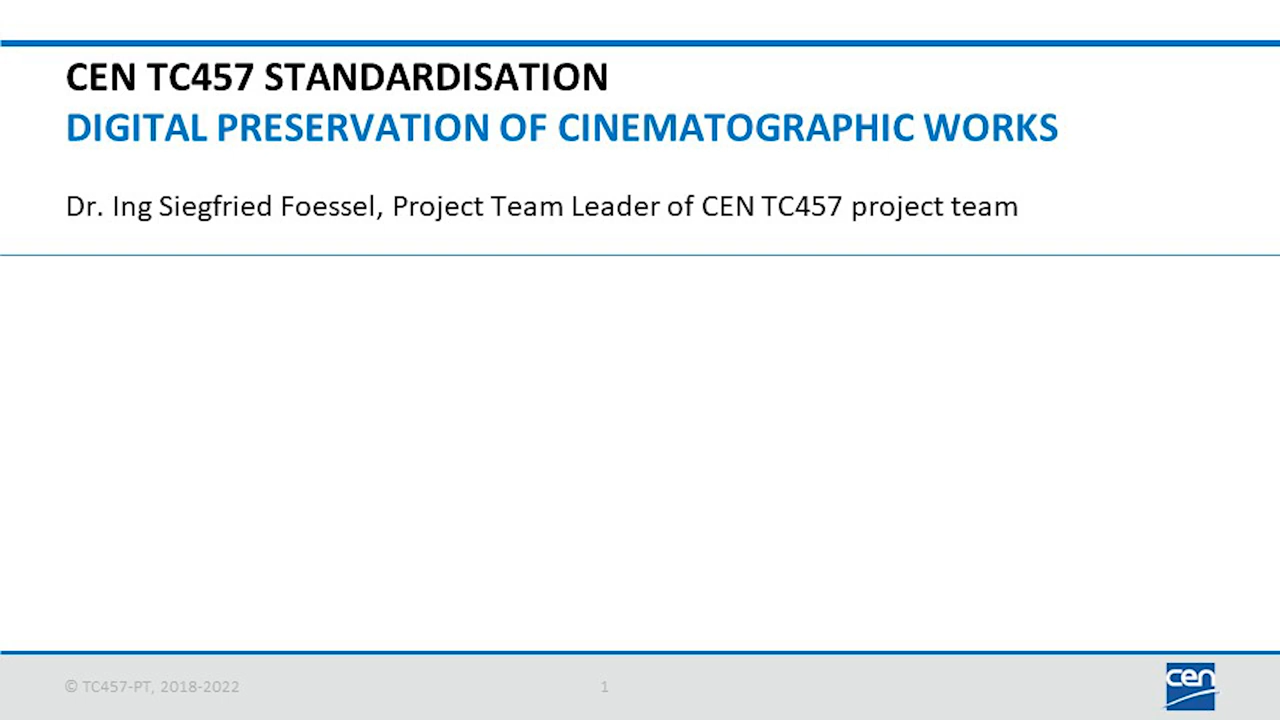 CEN TC457 STANDARDISATION
DIGITAL PRESERVATION OF CINEMATOGRAPHIC WORKS
Dr. Ing Siegfried Foessel, Project Team Leader of CEN TC457 project team
© TC457-PT, 2018-2022
1
cen